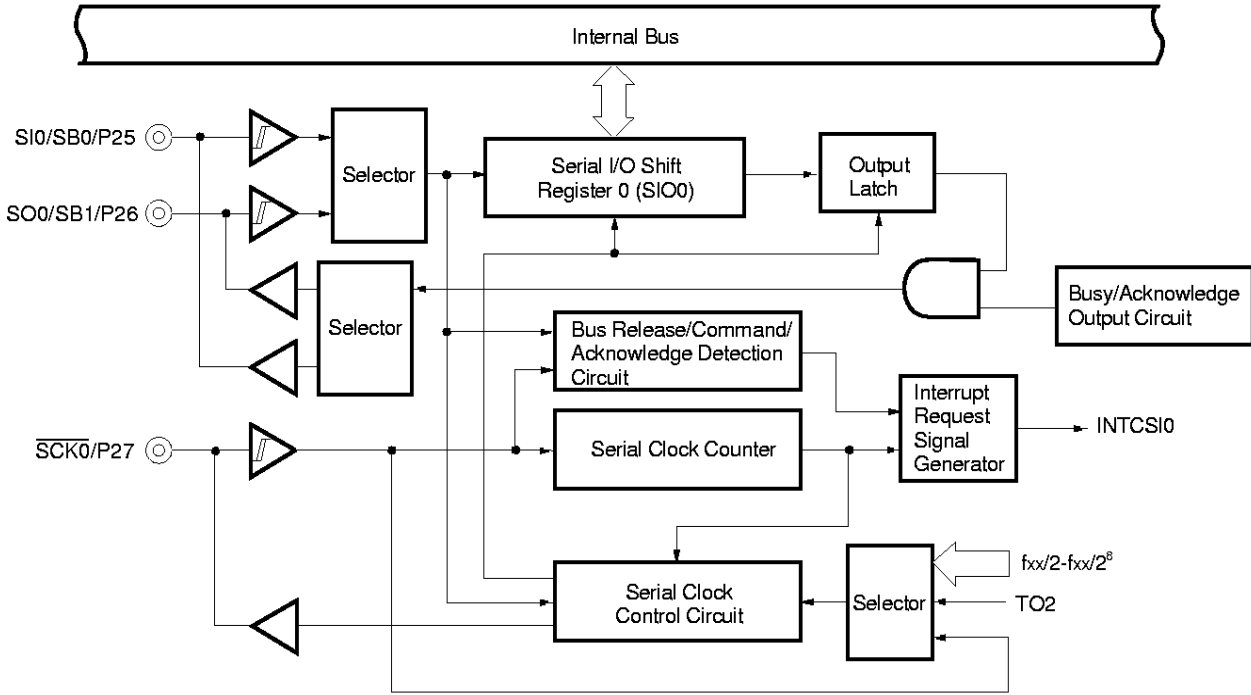 Internal Bus
SI0/SB0/P25
Selector
Serial I/O Shift
Register 0 (SIO0)
Output
Latch
SO0/SB1/P26
Selector
Busy/Acknowledge
Output Circuit
Bus Release/Command/
Acknowledge Detection
Circuit
Interrupt
Request
Signal
Generator
INTCSI0
SCK0/P27
Serial Clock Counter
Serial Clock
Control Circuit
Selector
fxx/2-fxx/2⁸
TO2